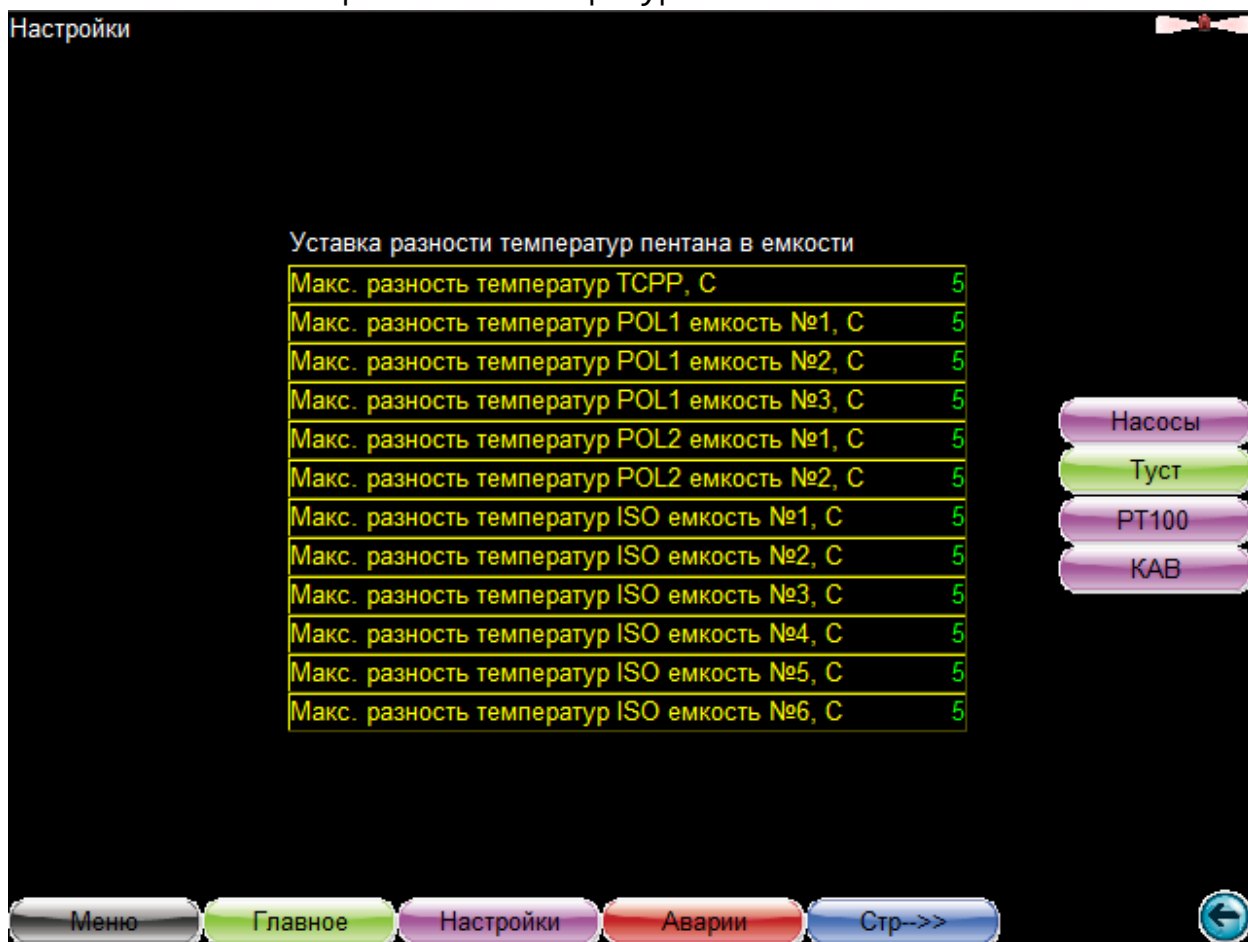 Настройки
Уставка разности температур пентана в емкости
Макс. разность температур TCPP, С 5
Макс. разность температур POL1 емкость №1, С 5
Макс. разность температур POL1 емкость №2, С 5
Макс. разность температур POL1 емкость №3, С 5
Макс. разность температур POL2 емкость №1, С 5
Макс. разность температур POL2 емкость №2, С 5
Макс. разность температур ISO емкость №1, С 5
Макс. разность температур ISO емкость №2, С 5
Макс. разность температур ISO емкость №3, С 5
Макс. разность температур ISO емкость №4, С 5
Макс. разность температур ISO емкость №5, С 5
Макс. разность температур ISO емкость №6, С 5
Насосы
Туст
PT100
КАВ
Меню Главное Настройки Аварии Стр-->>